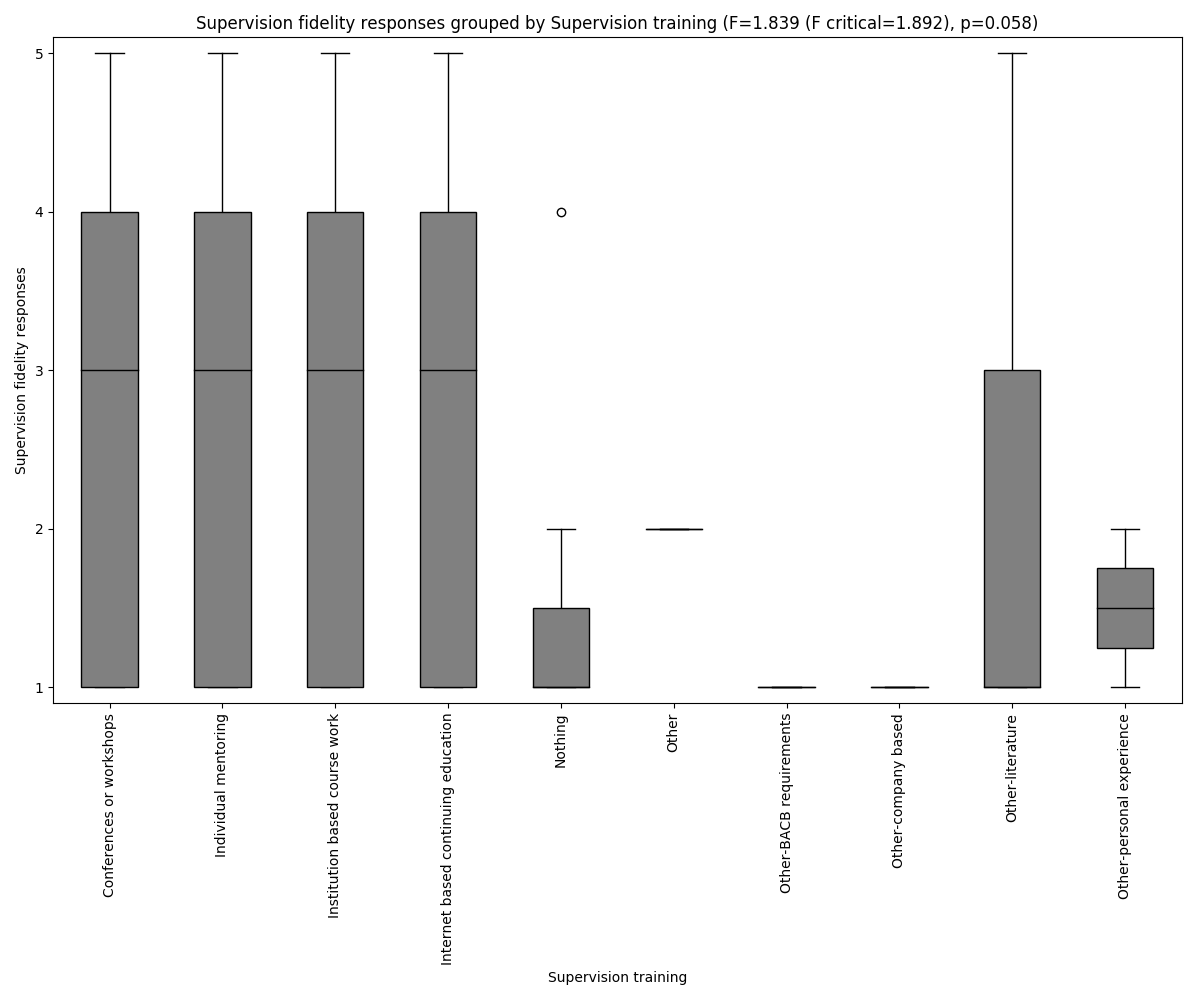 Supervision fidelity responses grouped by Supervision training (F=1.839 (F critical=1.892), p=0.058)
Supervision fidelity responses
5
4
3
2
1
Conferences or workshops
Individual mentoring
Institution based course work
Internet based continuing education
Nothing
Other
Other-BACB requirements
Other-company based
Other-literature
Other-personal experience
Supervision training